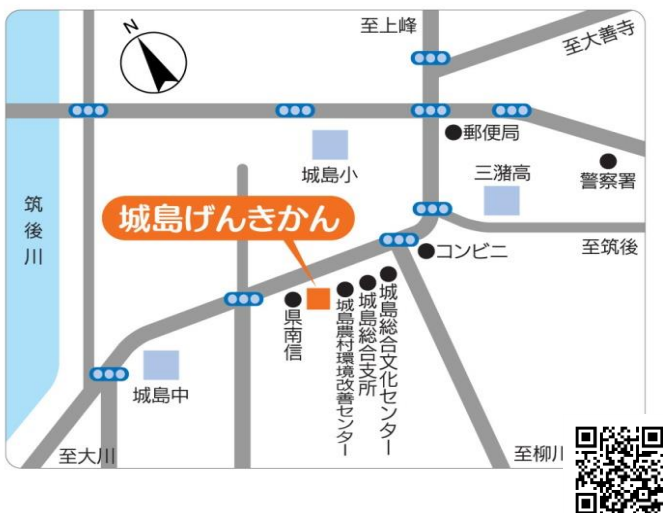 N
至上峰
至大善寺
郵便局
城島小
三潴高
警察署
筑後川
城島げんきかん
コンビニ
至筑後
県南信
城島農村環境改善センター
城島総合支所
城島総合文化センター
城島中
至大川
至柳川